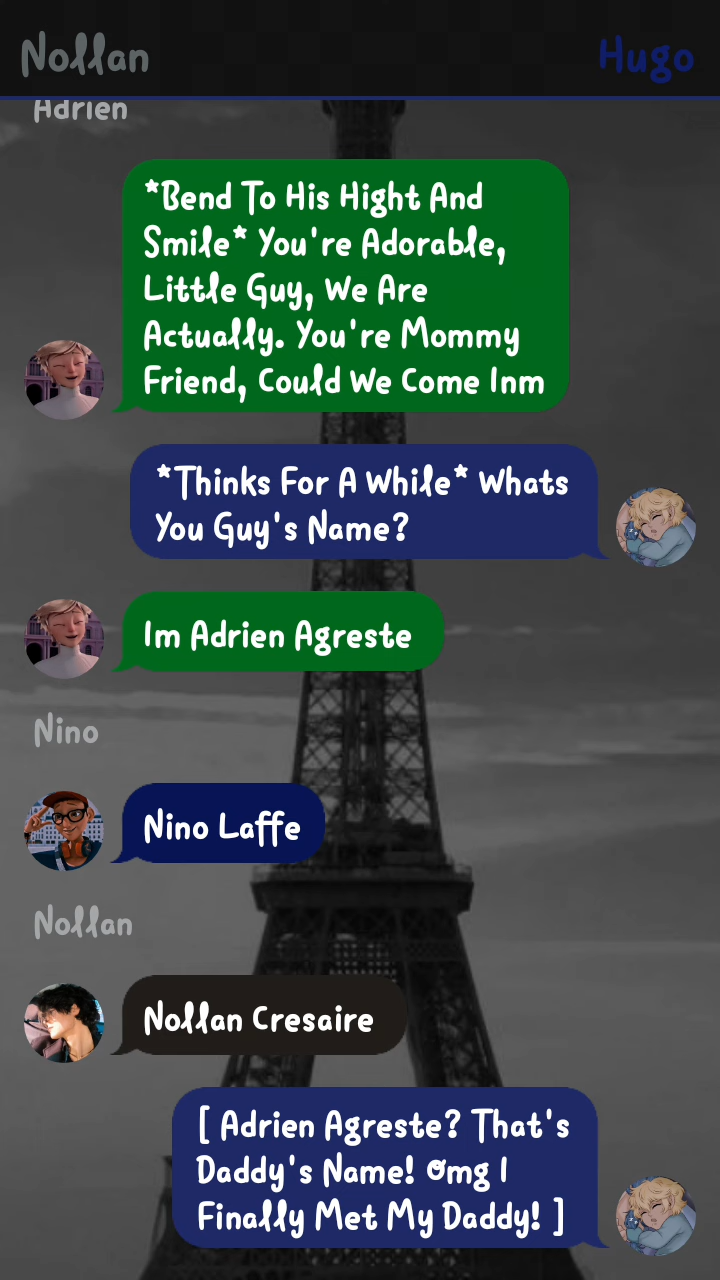 Nollan
Hugo
Adrien
*Bend To His Hight And
Smile* You're Adorable,
Little Guy, We Are
Actually. You're Mommy
Friend, Could We Come Inm
*Thinks For A While* Whats
You Guy's Name?
Im Adrien Agreste
Nino
Nino Laffe
Nollan
Nollan Cresaire
[ Adrien Agreste? That's
Daddy's Name! Omg I
Finally Met My Daddy! ]